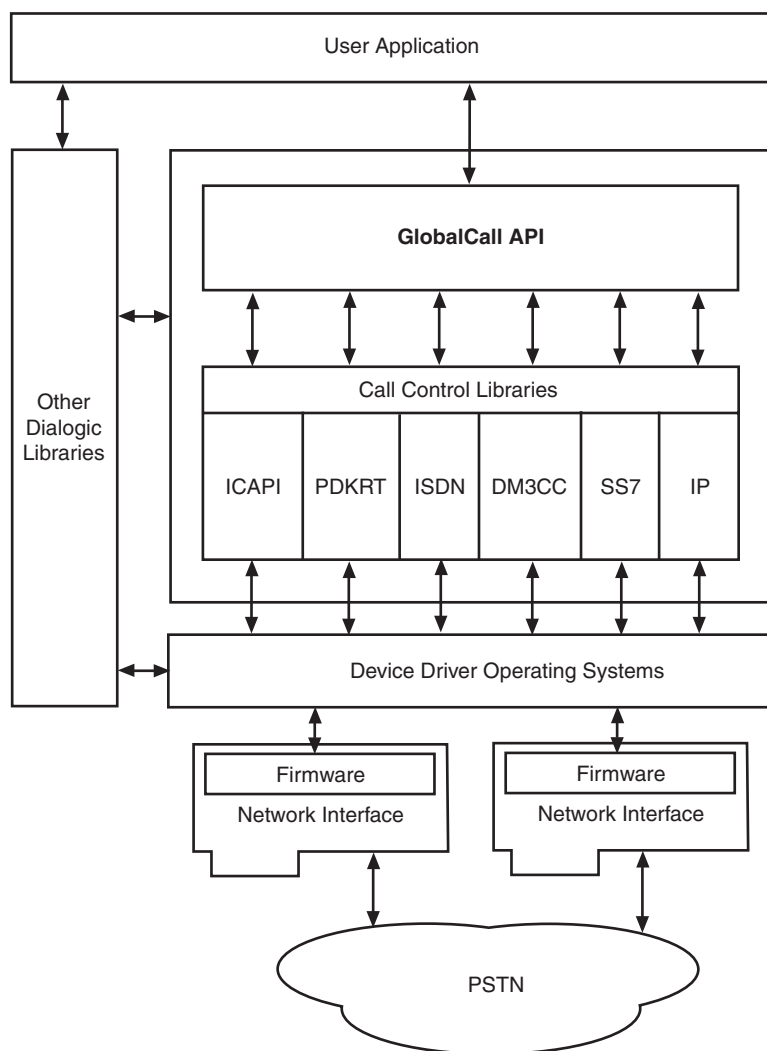 User Application
GlobalCall API
Other
Dialogic
Libraries
Call Control Libraries
ICAPI
PDKRT
ISDN
DM3CC
SS7
IP
Device Driver Operating Systems
Firmware
Network Interface
Firmware
Network Interface
PSTN